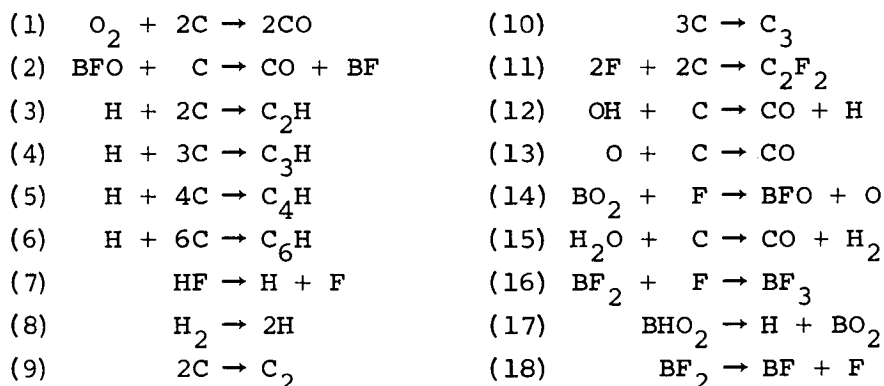 (1) O₂ + 2C → 2CO
(2) BFO + C → CO + BF
(3) H + 2C → C₂H
(4) H + 3C → C₃H
(5) H + 4C → C₄H
(6) H + 6C → C₆H
(7) HF → H + F
(8) H₂ → 2H
(9) 2C → C₂
(10) 3C → C₃
(11) 2F + 2C → C₂F₂
(12) OH + C → CO + H
(13) O + C → CO
(14) BO₂ + F → BFO + O
(15) H₂O + C → CO + H₂
(16) BF₂ + F → BF₃
(17) BHO₂ → H + BO₂
(18) BF₂ → BF + F